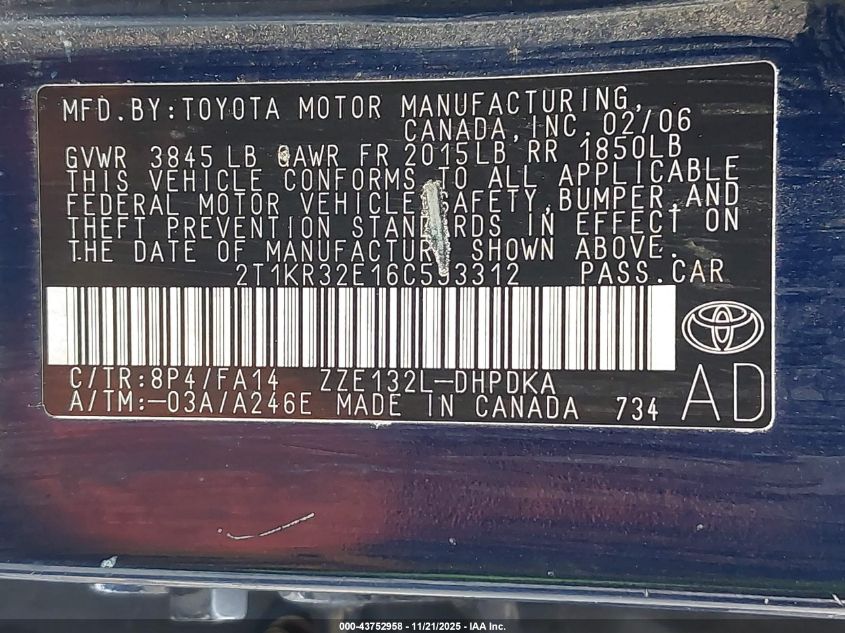 MFD.BY:TOYOTA MOTOR MANUFACTURING,
CANADA,INC.02/06
GVWR 3845LB GAWR FR 2015LB RR 1850LB
THIS VEHICLE CONFORMS TO ALL APPLICABLE
FEDERAL MOTOR VEHICLE SAFETY,BUMPER,AND
THEFT PREVENTION STANDARDS IN EFFECT ON
THE DATE OF MANUFACTURE SHOWN ABOVE.
PASS.CAR
C/TR:8P4/FA14 ZZE132L-DHPDKA
A/TM:-03A/A246E MADE IN CANADA 734
AD
000-43752958 - 11/21/2025 - IAA Inc.